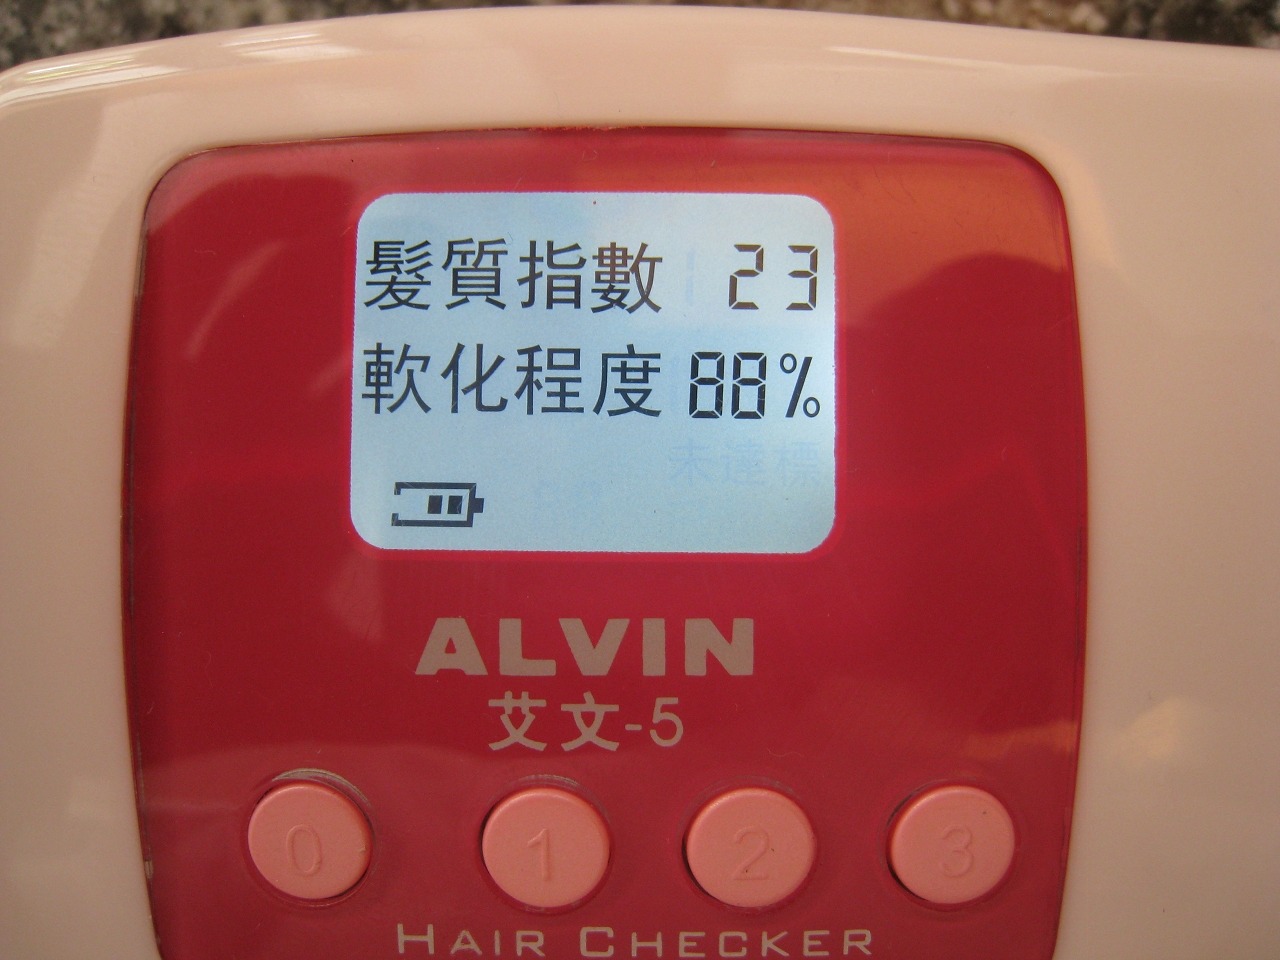 髮質指數 23
軟化程度 88%
未達標
ALVIN
艾文-5
0 1 2 3
HAIR CHECKER